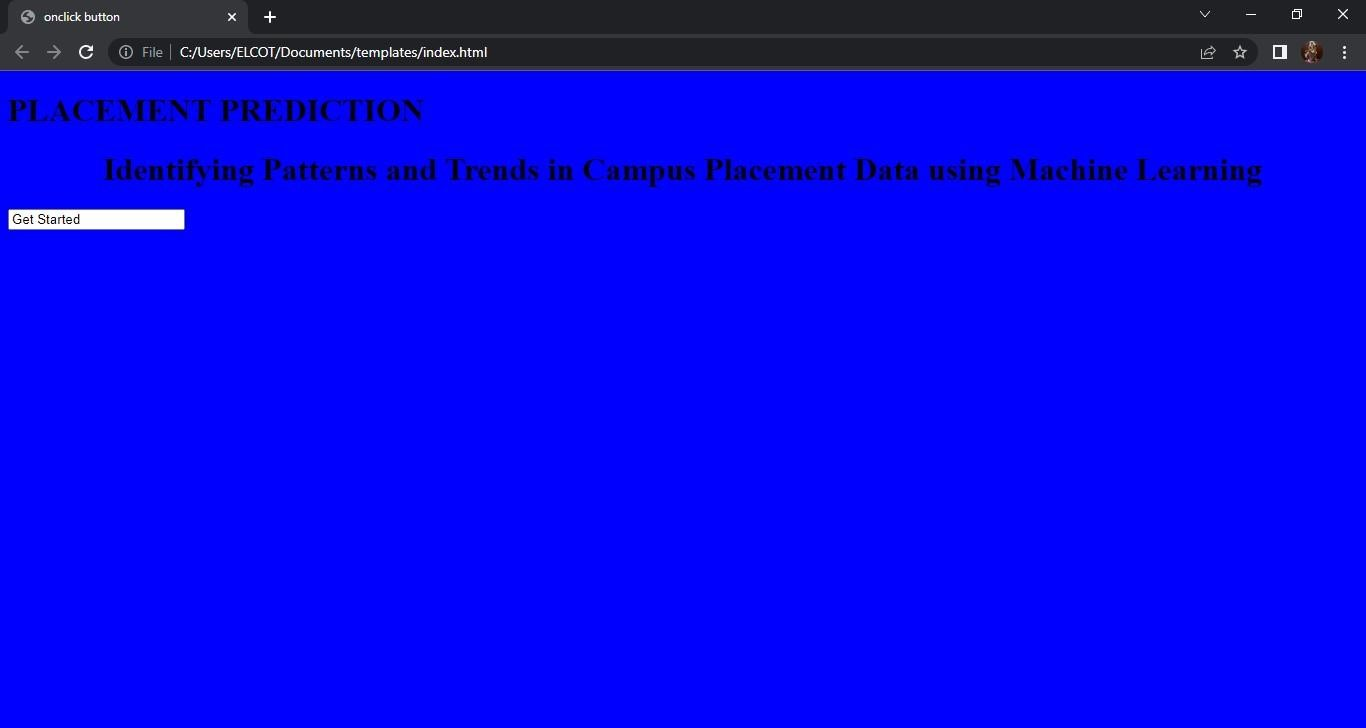 onclick button
File C:/Users/ELCOT/Documents/templates/index.html
PLACEMENT PREDICTION
Identifying Patterns and Trends in Campus Placement Data using Machine Learning
Get Started